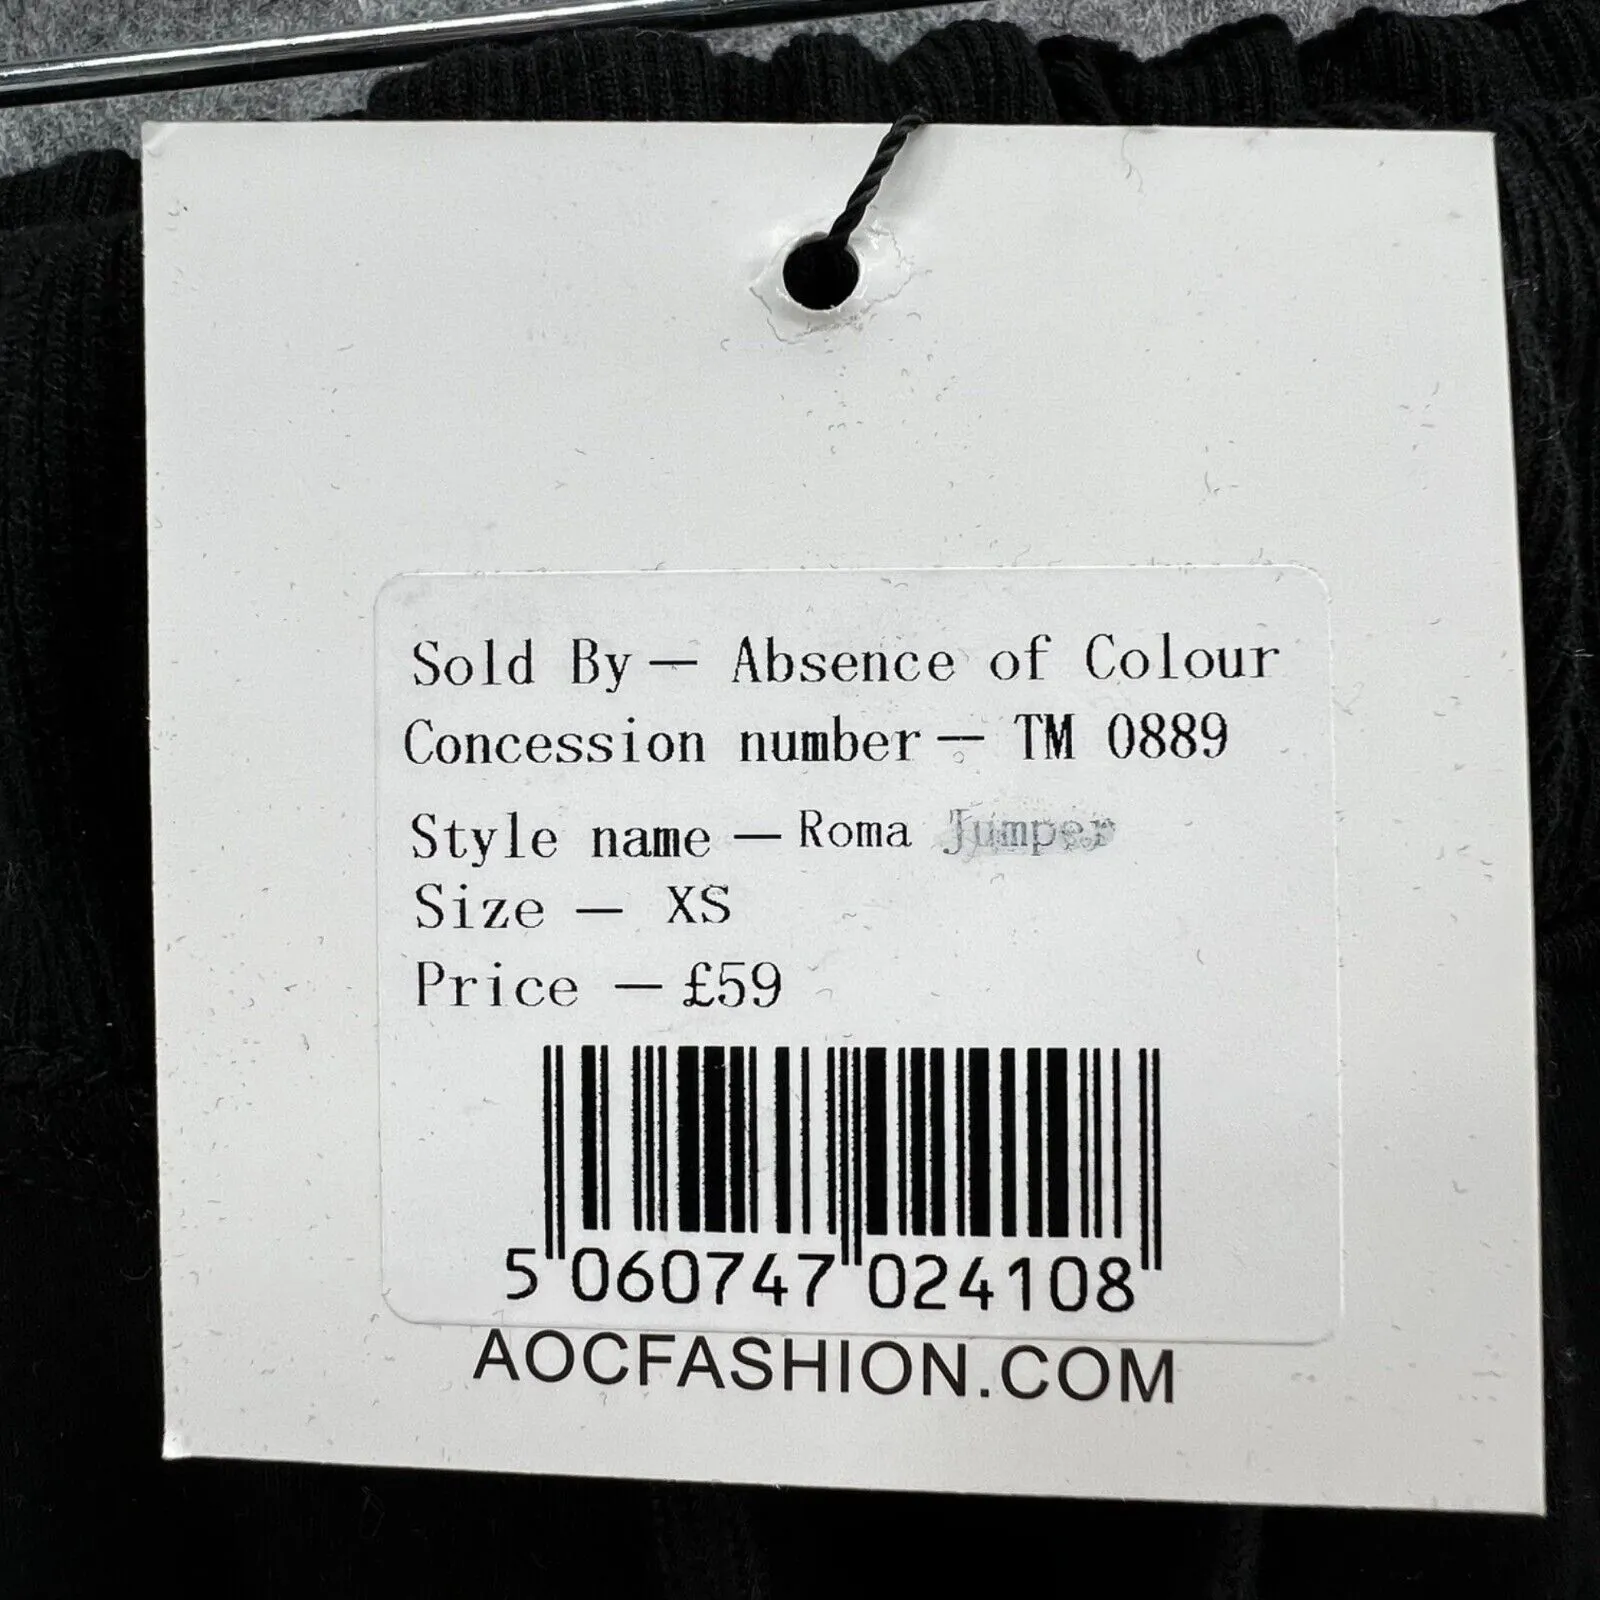 Sold By — Absence of Colour
Concession number — TM 0889
Style name — Roma Jumper
Size — XS
Price — £59
5 060747 024108
AOCFASHION.COM